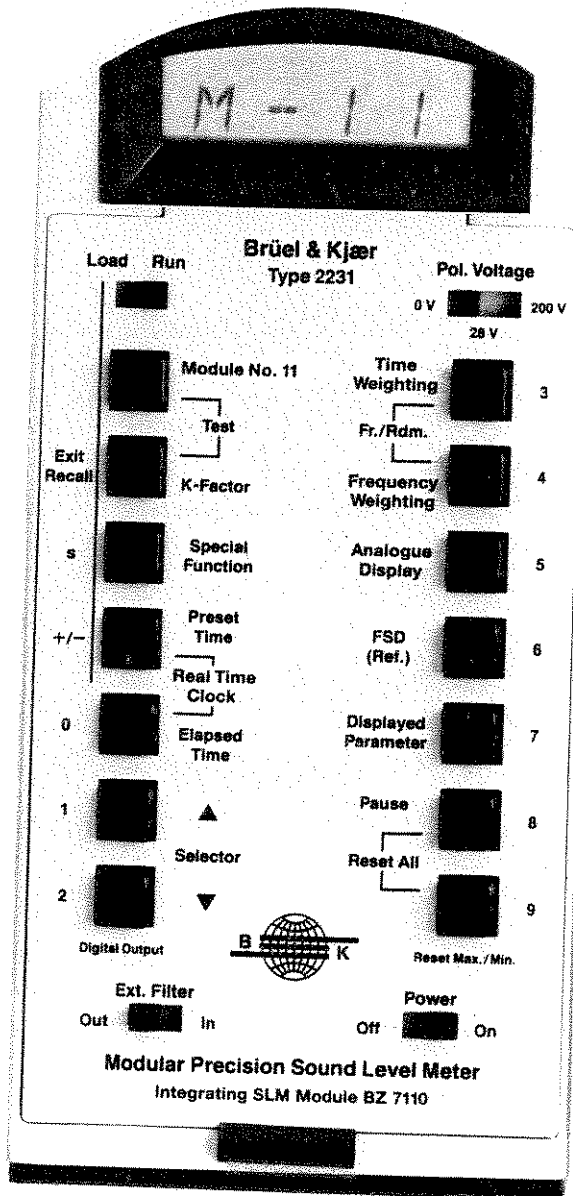 M -- 1 1
Brüel & Kjær
Type 2231
Load Run
Pol. Voltage
0 V 200 V
28 V
Module No. 11
Test
Exit
Recall
K-Factor
s
Special
Function
+/−
Preset
Time
Real Time
Clock
0
Elapsed
Time
1
▲
Selector
2
▼
Digital Output
Time
Weighting
3
Fr./Rdm.
Frequency
Weighting
4
Analogue
Display
5
FSD
(Ref.)
6
Displayed
Parameter
7
Pause
8
Reset All
9
Reset Max./Min.
B K
Ext. Filter
Out In
Power
Off On
Modular Precision Sound Level Meter
Integrating SLM Module BZ 7110